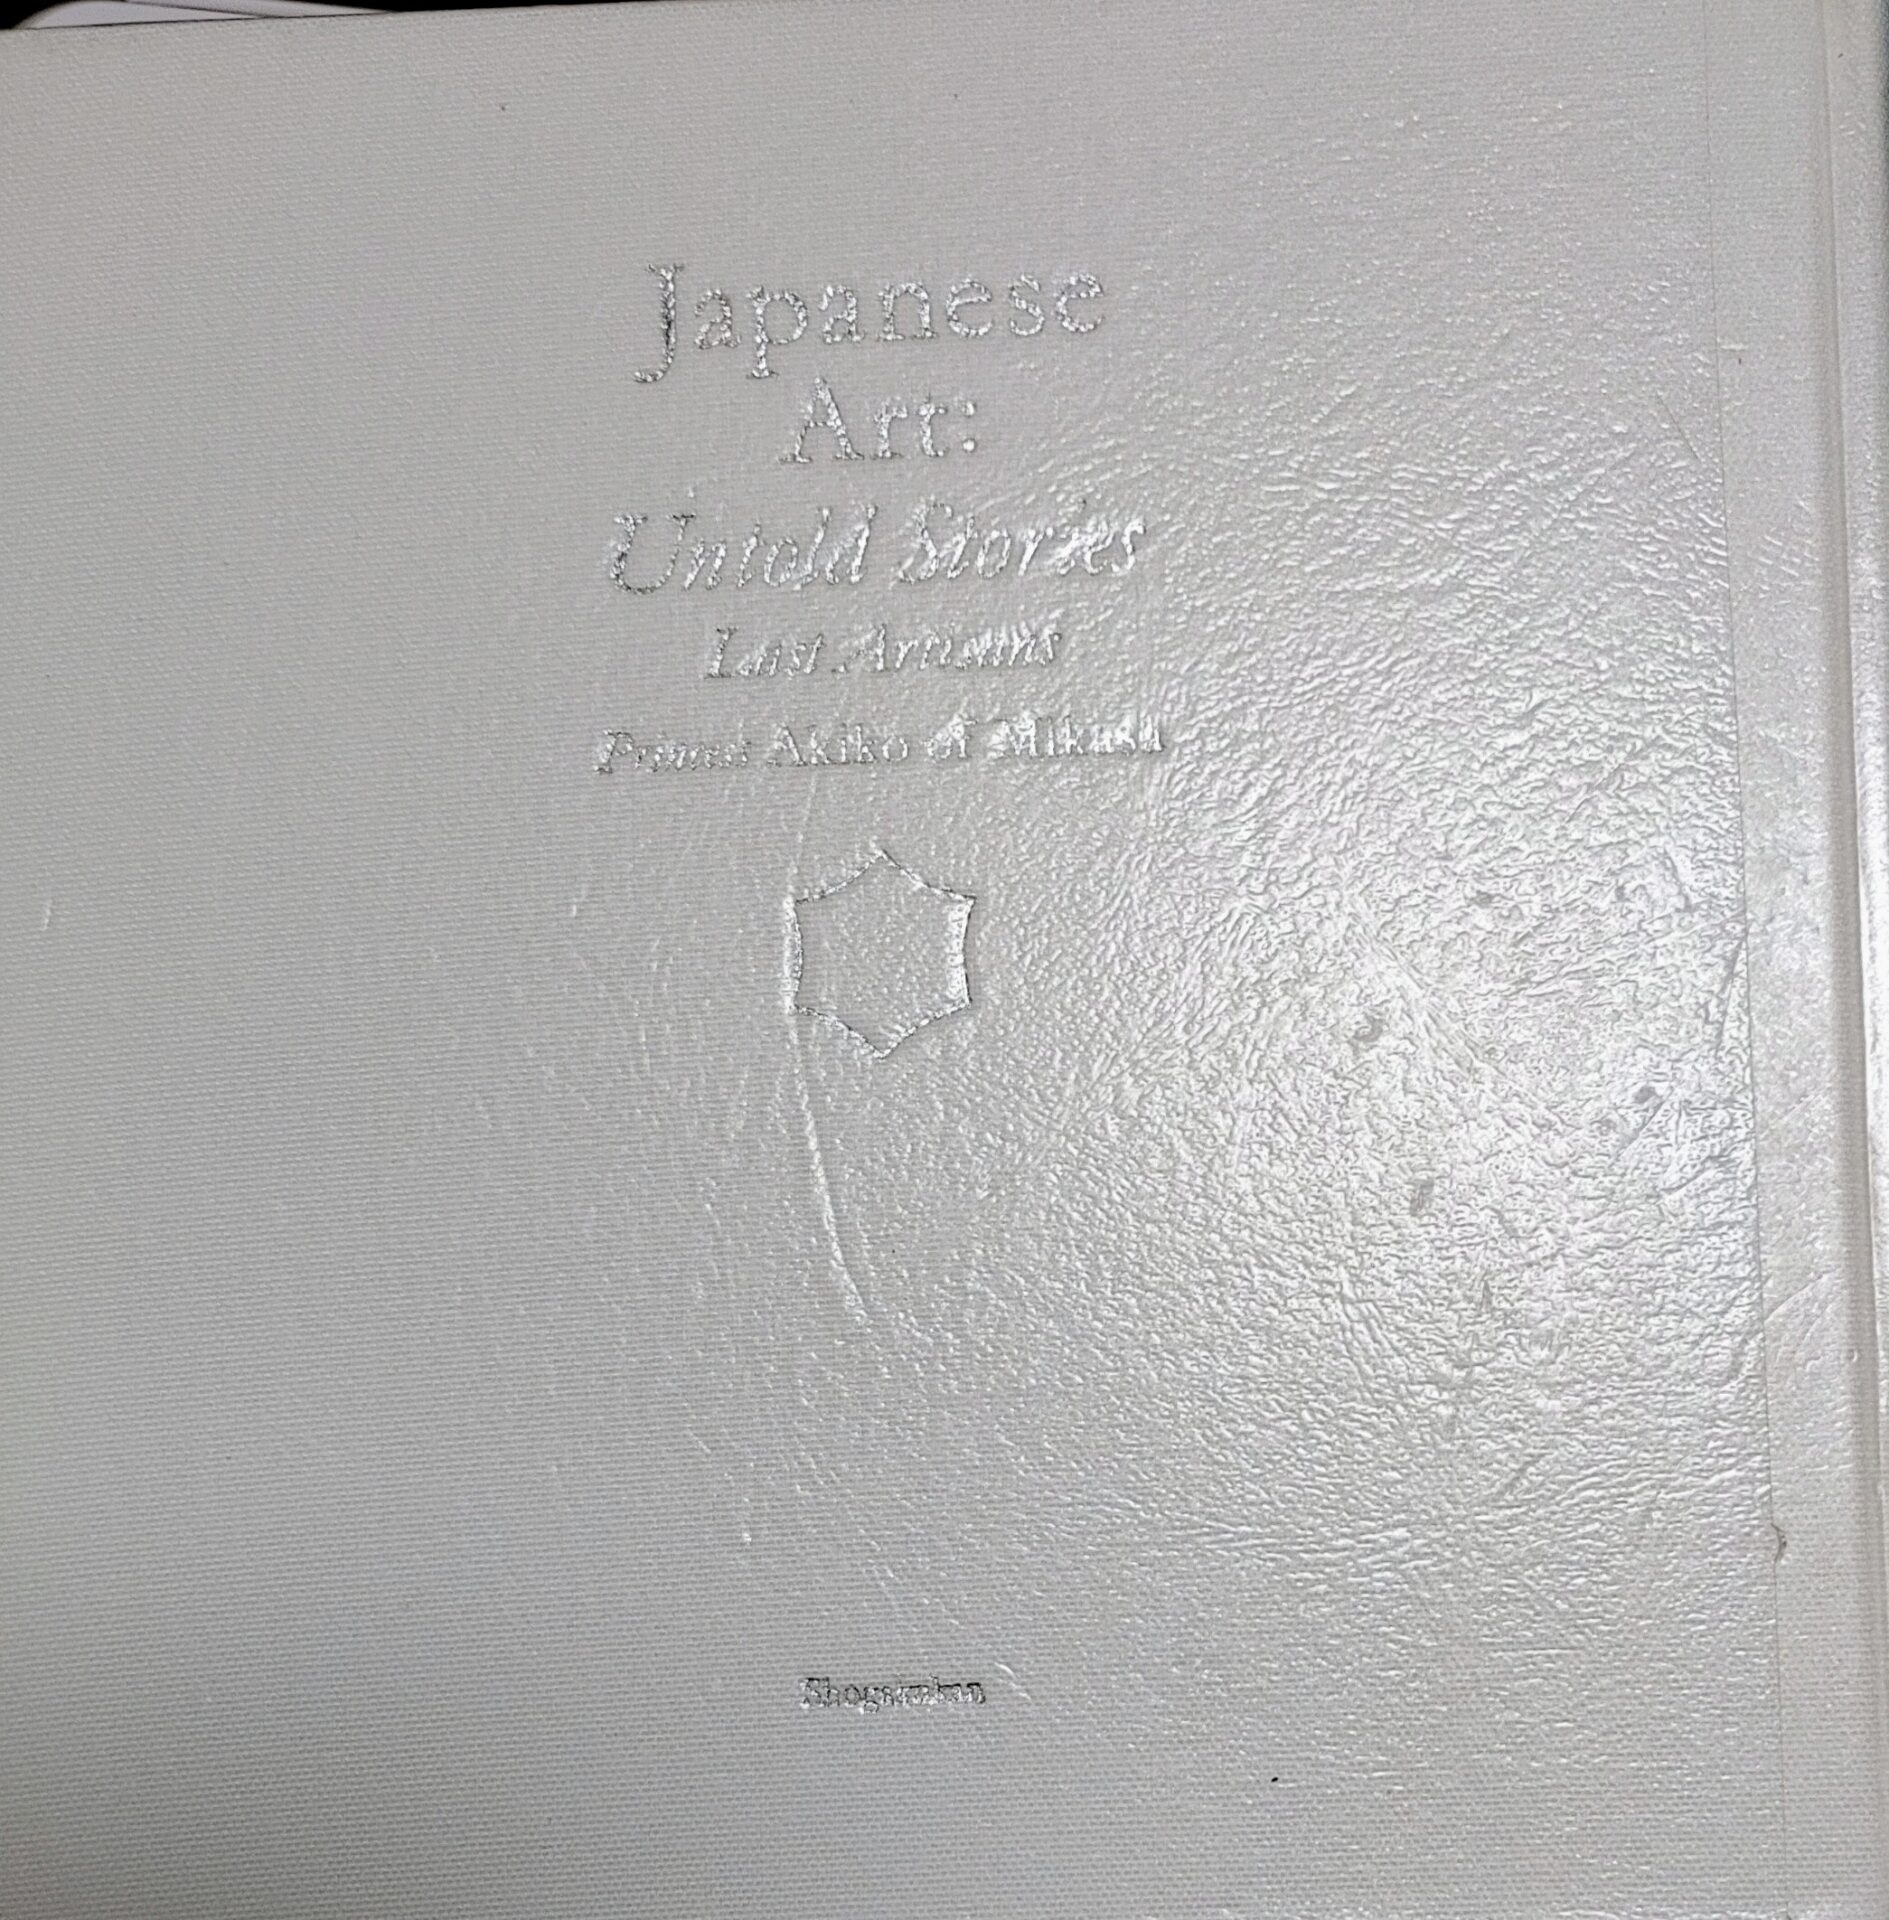 Japanese
Art:
Untold Stories
Last Artisans
Princess Akiko of Mikasa
Shogakukan